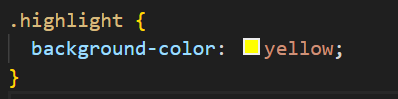 .highlight {
  background-color: yellow;
}